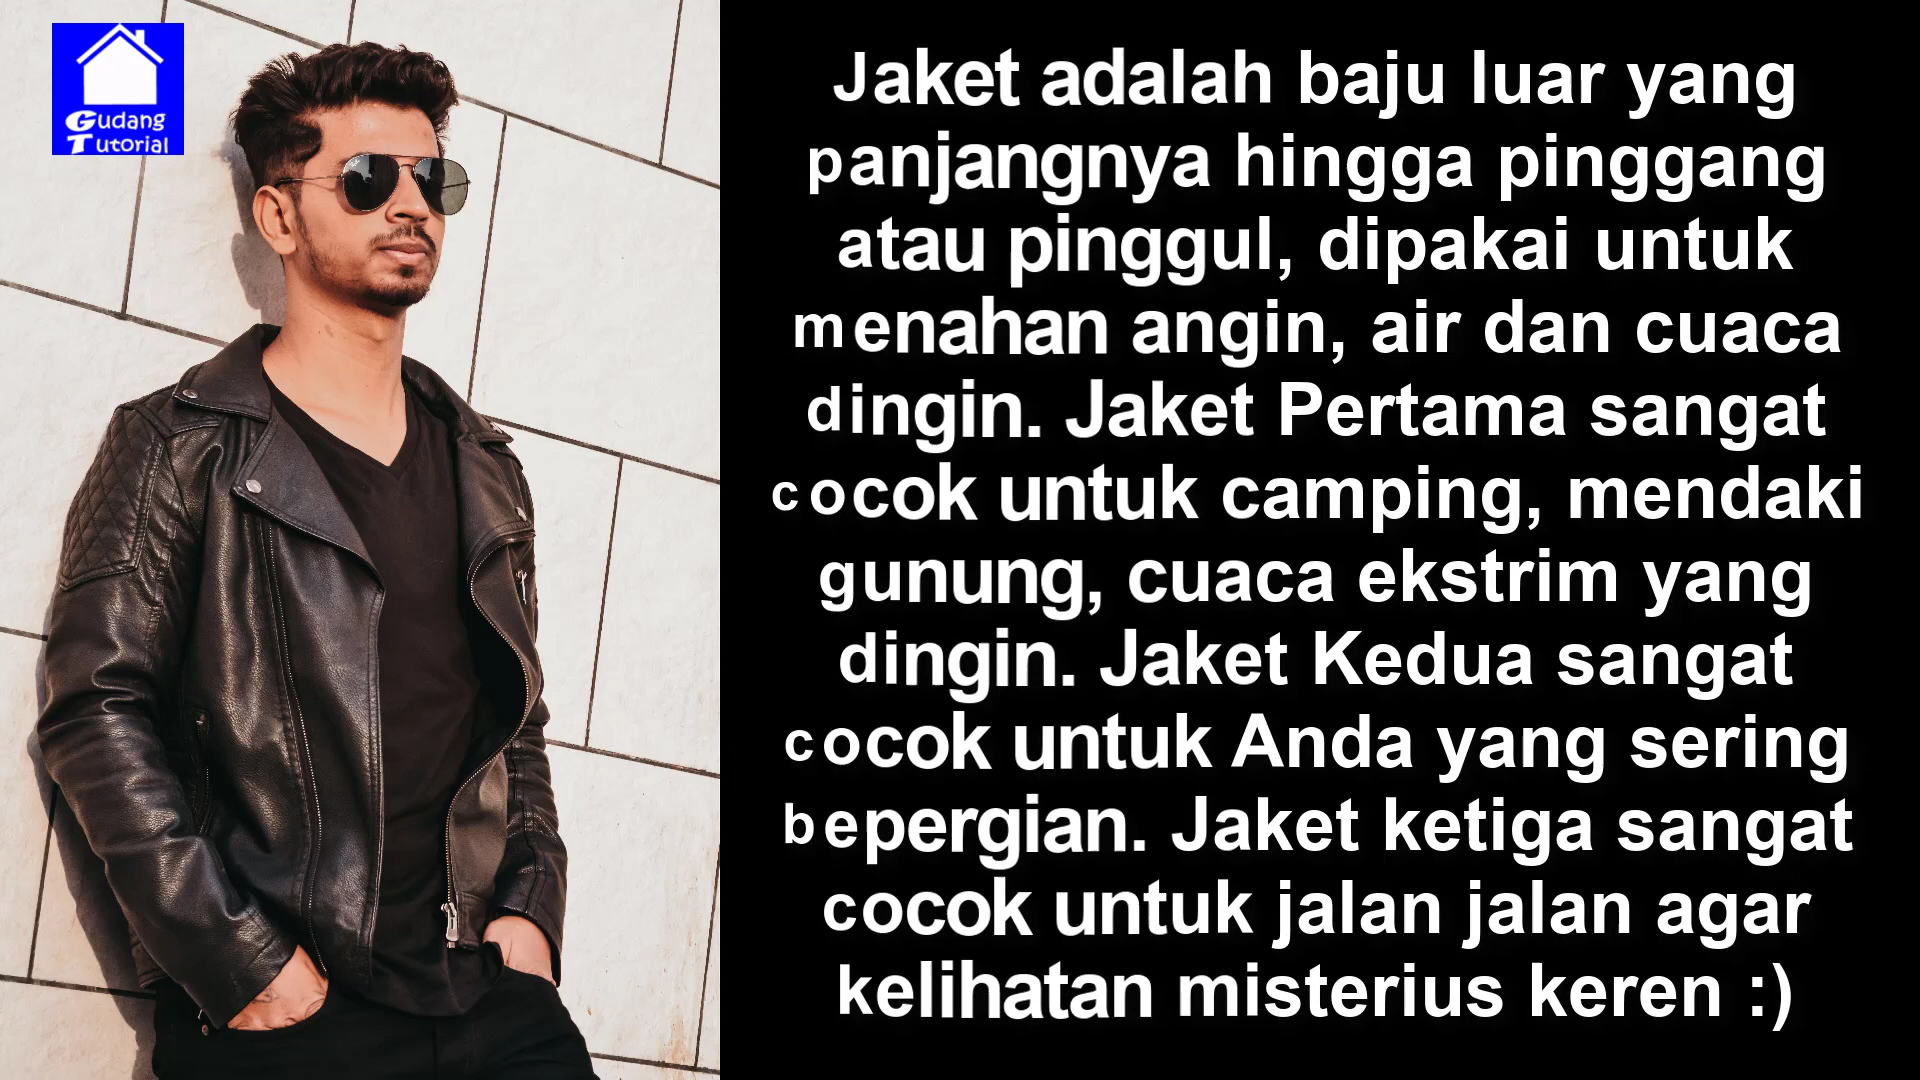 Gudang
Tutorial
Jaket adalah baju luar yang
panjangnya hingga pinggang
atau pinggul, dipakai untuk
menahan angin, air dan cuaca
dingin. Jaket Pertama sangat
cocok untuk camping, mendaki
gunung, cuaca ekstrim yang
dingin. Jaket Kedua sangat
cocok untuk Anda yang sering
bepergian. Jaket ketiga sangat
cocok untuk jalan jalan agar
kelihatan misterius keren :)